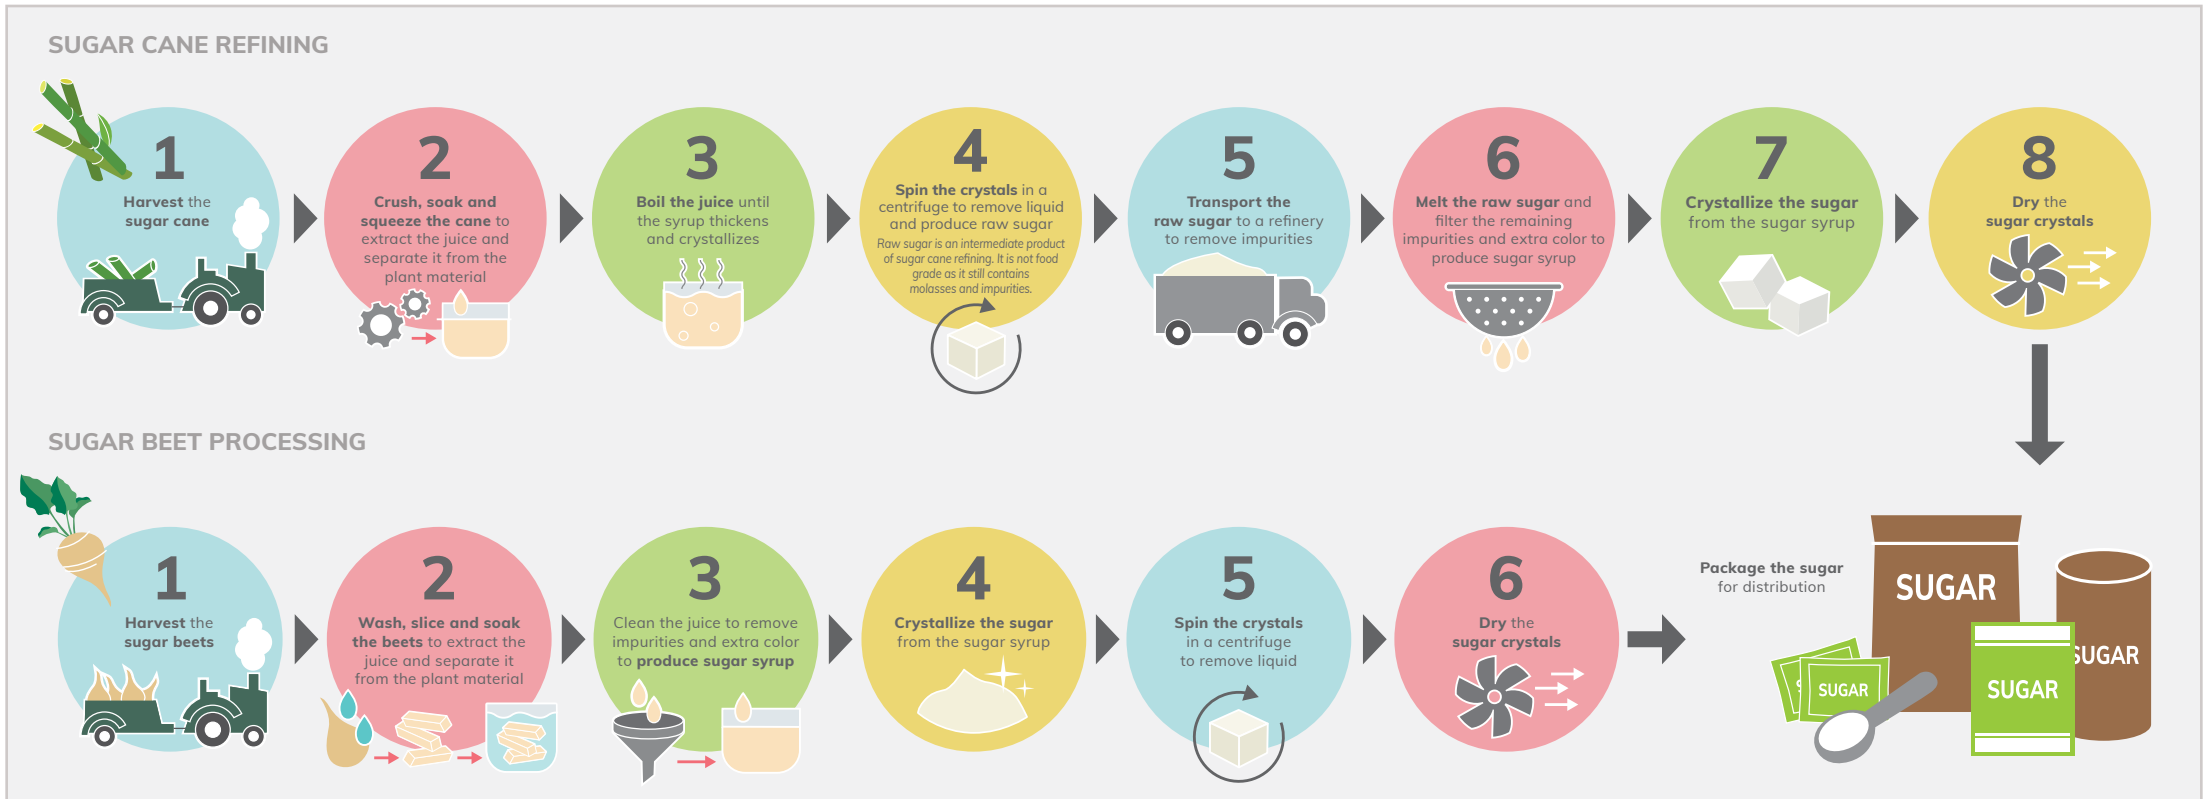 SUGAR CANE REFINING
1
Harvest the
sugar cane
2
Crush, soak and
squeeze the cane to
extract the juice and
separate it from the
plant material
3
Boil the juice until
the syrup thickens
and crystallizes
4
Spin the crystals in a
centrifuge to remove liquid
and produce raw sugar
Raw sugar is an intermediate product
of sugar cane refining. It is not food
grade as it still contains
molasses and impurities.
5
Transport the
raw sugar to a refinery
to remove impurities
6
Melt the raw sugar and
filter the remaining
impurities and extra color to
produce sugar syrup
7
Crystallize the sugar
from the sugar syrup
8
Dry the
sugar crystals
SUGAR BEET PROCESSING
1
Harvest the
sugar beets
2
Wash, slice and soak
the beets to extract the
juice and separate it
from the plant material
3
Clean the juice to remove
impurities and extra color
to produce sugar syrup
4
Crystallize the sugar
from the sugar syrup
5
Spin the crystals
in a centrifuge
to remove liquid
6
Dry the
sugar crystals
Package the sugar
for distribution
SUGAR
SUGAR
SUGAR
SUGAR